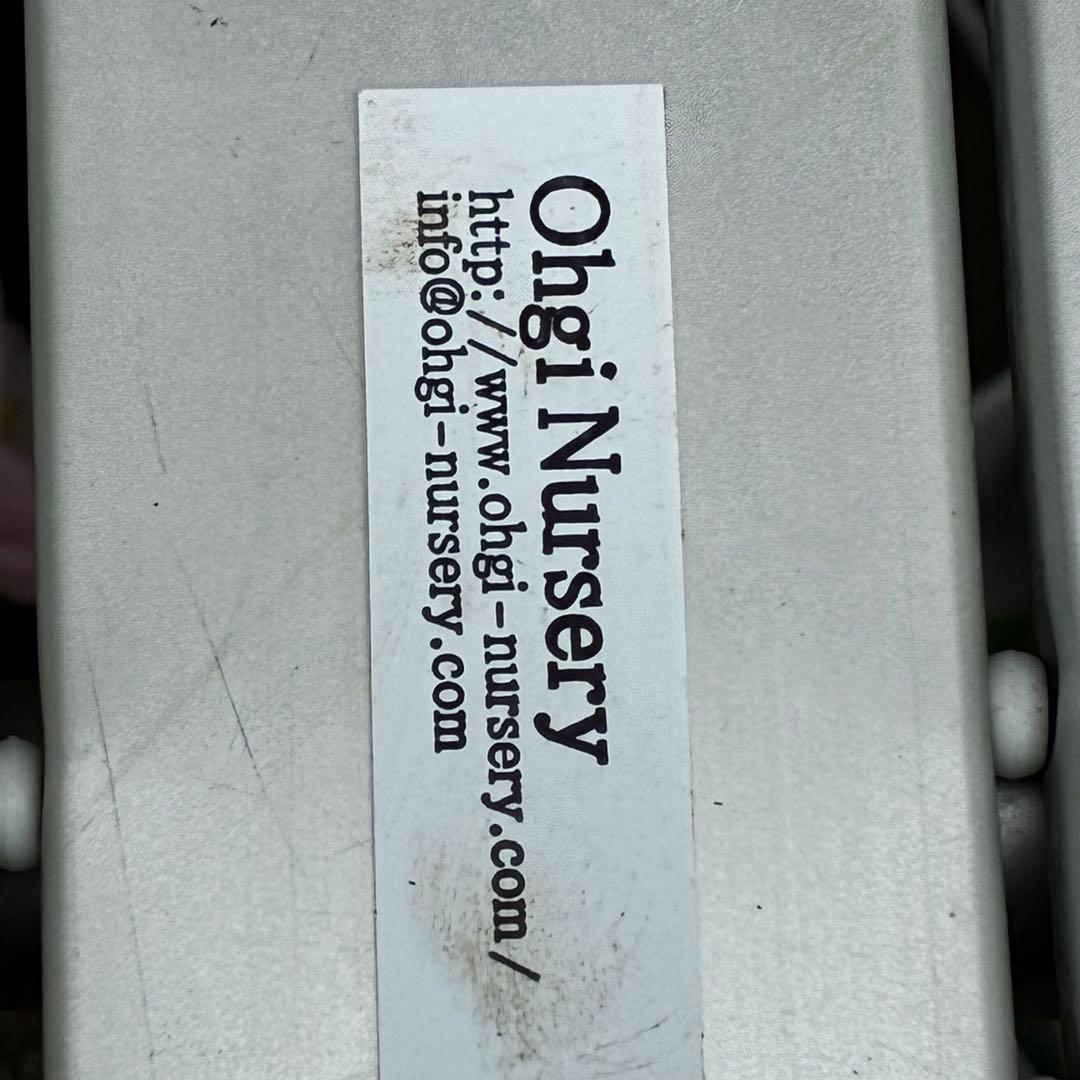 Ohgi Nursery
http://www.ohgi-nursery.com/
info@ohgi-nursery.com